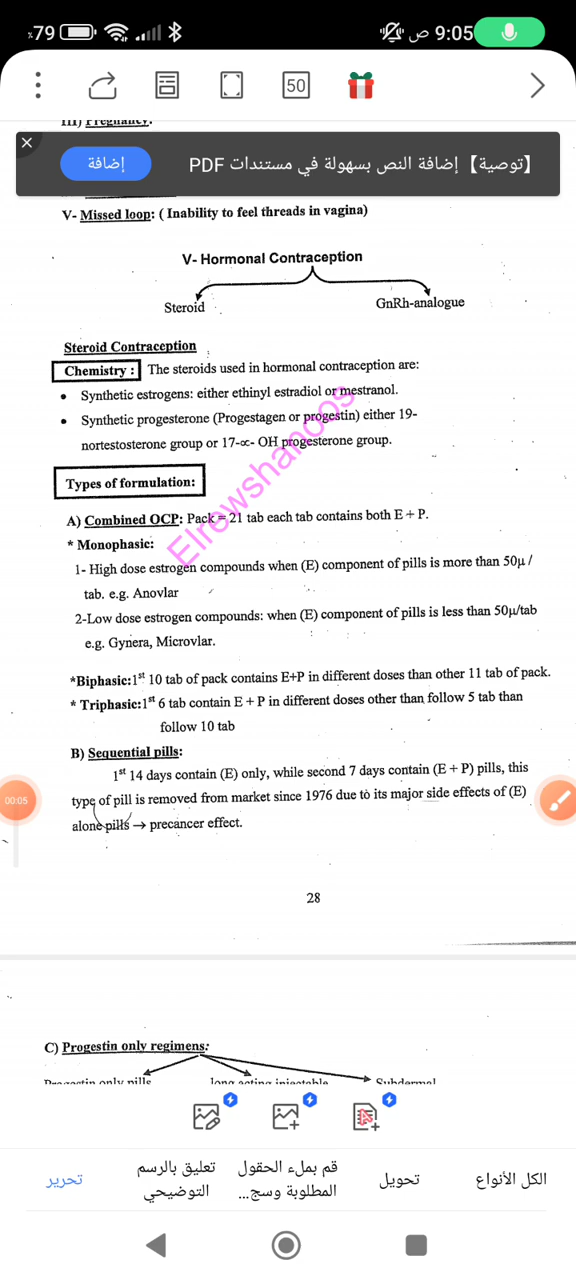 79٪
9:05 ص
50
III) Pregnancy:
[توصية] إضافة النص بسهولة في مستندات PDF
إضافة
V- Missed loop: ( Inability to feel threads in vagina)
V- Hormonal Contraception
Steroid
GnRh-analogue
Steroid Contraception
Chemistry : The steroids used in hormonal contraception are:
• Synthetic estrogens: either ethinyl estradiol or mestranol.
• Synthetic progesterone (Progestagen or progestin) either 19-
nortestosterone group or 17-∝- OH progesterone group.
Elrewshanoos
Types of formulation:
A) Combined OCP: Pack = 21 tab each tab contains both E + P.
* Monophasic:
1- High dose estrogen compounds when (E) component of pills is more than 50µ /
tab. e.g. Anovlar
2-Low dose estrogen compounds: when (E) component of pills is less than 50µ/tab
e.g. Gynera, Microvlar.
*Biphasic:1st 10 tab of pack contains E+P in different doses than other 11 tab of pack.
* Triphasic:1st 6 tab contain E + P in different doses other than follow 5 tab than
follow 10 tab
B) Sequential pills:
1st 14 days contain (E) only, while second 7 days contain (E + P) pills, this
type of pill is removed from market since 1976 due to its major side effects of (E)
alone pills → precancer effect.
00:05
28
C) Progestin only regimens:
Progestin only pills
long acting injectable
Subdermal
الكل الأنواع
تحويل
قم بملء الحقول
المطلوبة وسج...
تعليق بالرسم
التوضيحي
تحرير